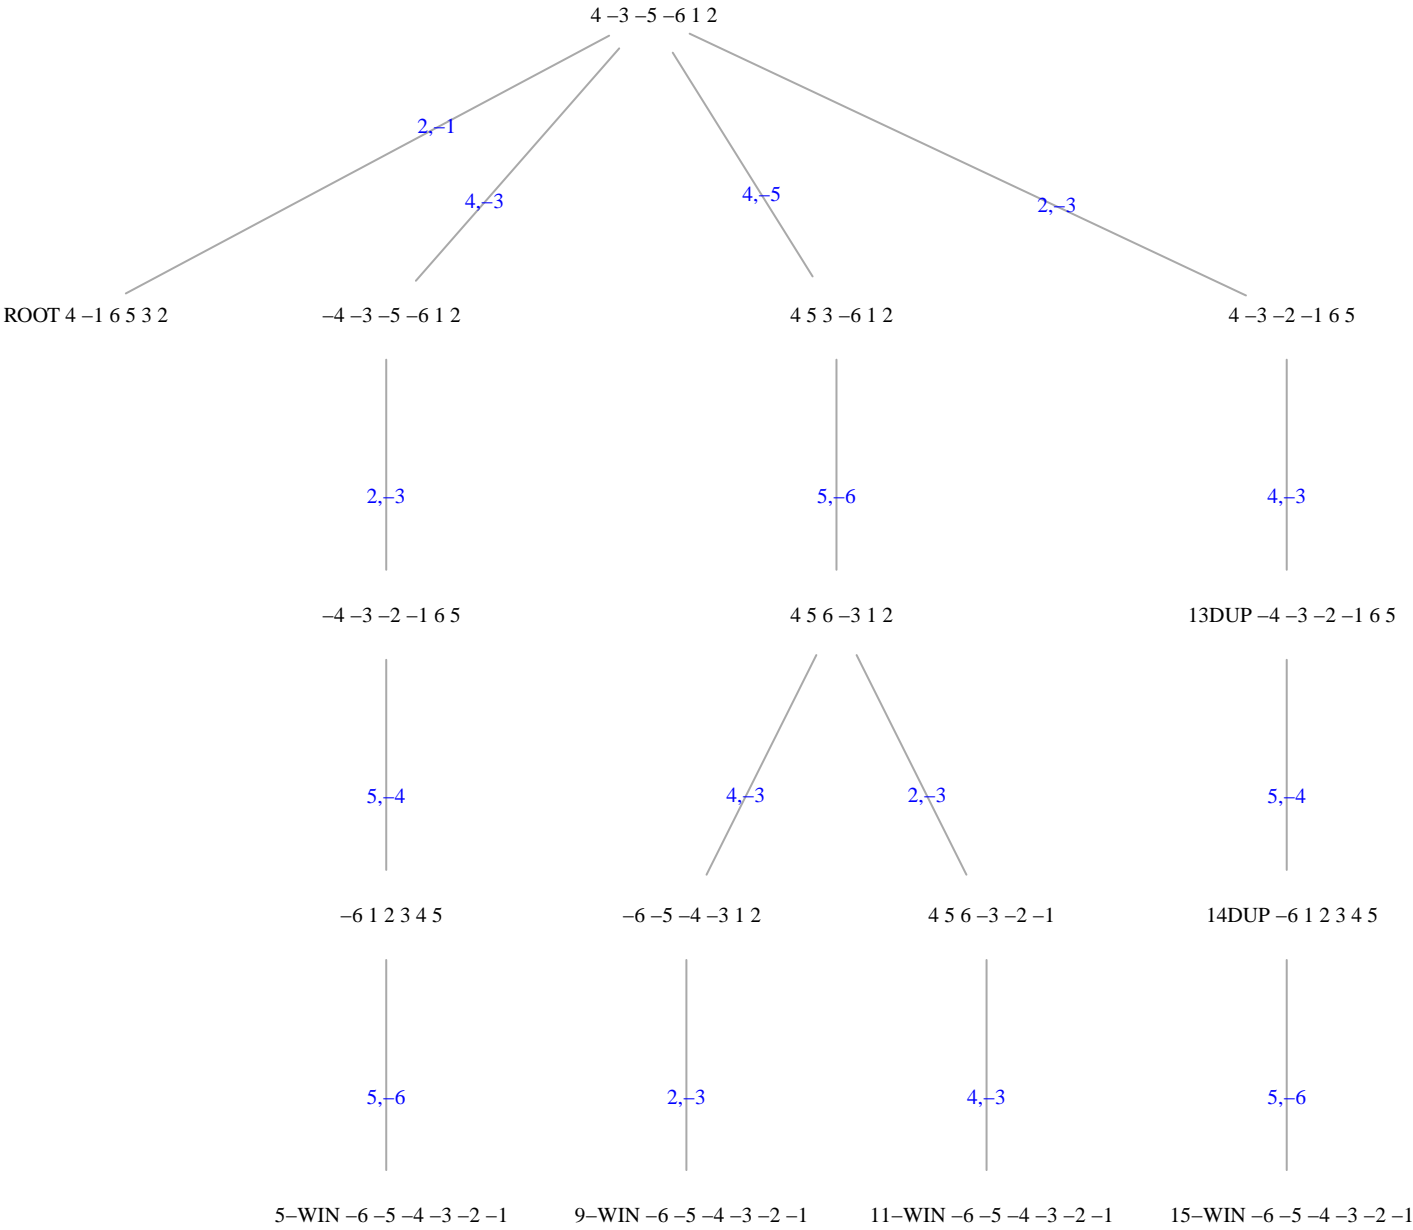 4 –3 –5 –6 1 2
2,–1
4,–3
4,–5
2,–3
ROOT 4 –1 6 5 3 2
–4 –3 –5 –6 1 2
4 5 3 –6 1 2
4 –3 –2 –1 6 5
2,–3
5,–6
4,–3
–4 –3 –2 –1 6 5
4 5 6 –3 1 2
13DUP –4 –3 –2 –1 6 5
5,–4
4,–3
2,–3
5,–4
–6 1 2 3 4 5
–6 –5 –4 –3 1 2
4 5 6 –3 –2 –1
14DUP –6 1 2 3 4 5
5,–6
2,–3
4,–3
5,–6
5–WIN –6 –5 –4 –3 –2 –1
9–WIN –6 –5 –4 –3 –2 –1
11–WIN –6 –5 –4 –3 –2 –1
15–WIN –6 –5 –4 –3 –2 –1